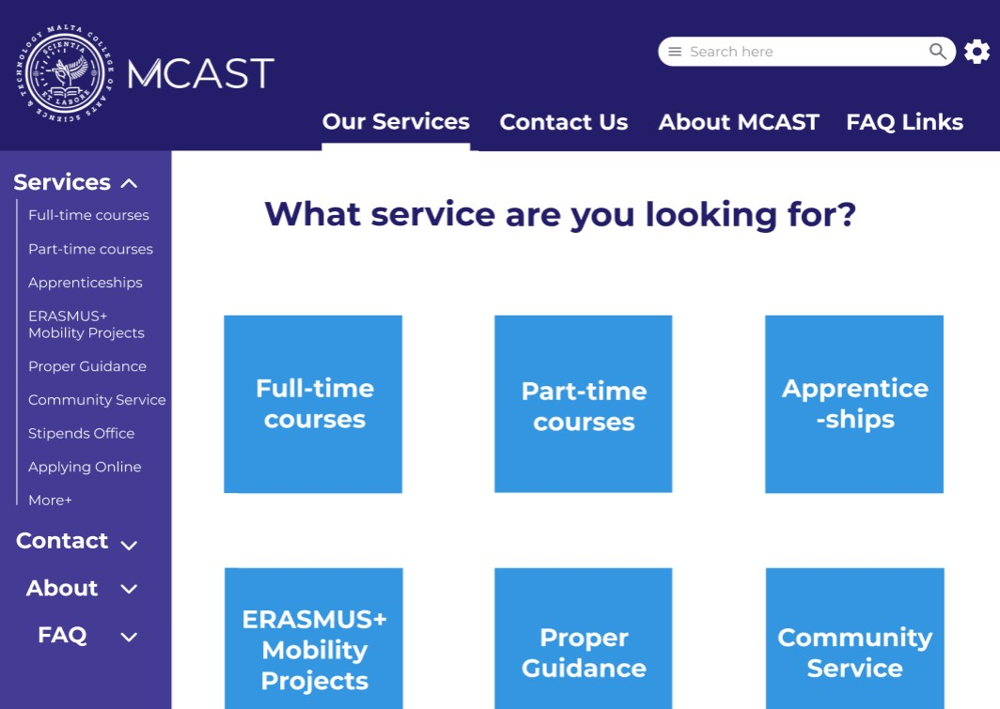 TECHNOLOGY MALTA COLLEGE OF ARTS SCIENCE &
SCIENTIA
ET LABORE
MCAST
Search here
Our Services
Contact Us
About MCAST
FAQ Links
Services
Full-time courses
Part-time courses
Apprenticeships
ERASMUS+
Mobility Projects
Proper Guidance
Community Service
Stipends Office
Applying Online
More+
Contact
About
FAQ
What service are you looking for?
Full-time
courses
Part-time
courses
Apprentice
-ships
ERASMUS+
Mobility
Projects
Proper
Guidance
Community
Service